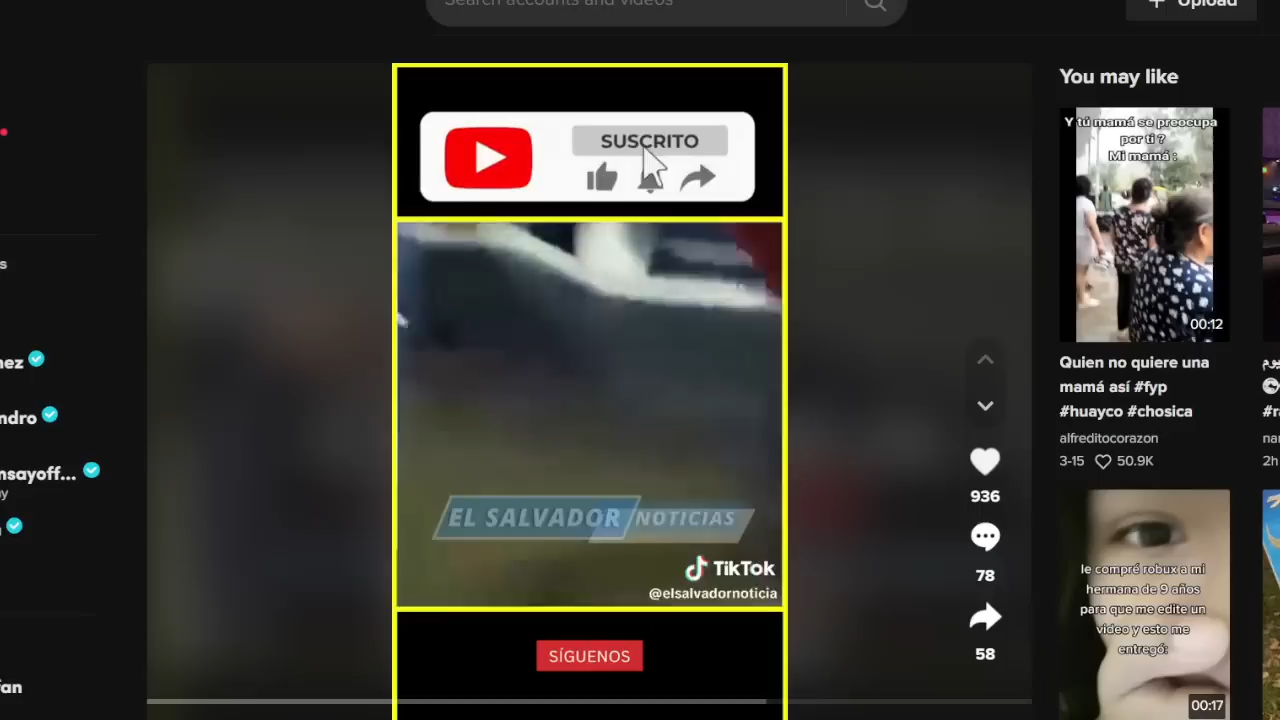 Search accounts and videos
Upload
You may like
SUSCRITO
EL SALVADOR NOTICIAS
TikTok
@elsalvadornoticia
SÍGUENOS
936
78
58
s
nez
ndro
nsayoff...
y
fan
Y tú mamá se preocupa
por ti ?
Mi mamá :
00:12
Quien no quiere una
mamá así #fyp
#huayco #chosica
alfreditocorazon
3-15 50.9K
le compré robux a mi
hermana de 9 años
para que me edite un
video y esto me
entregó:
00:17
2h